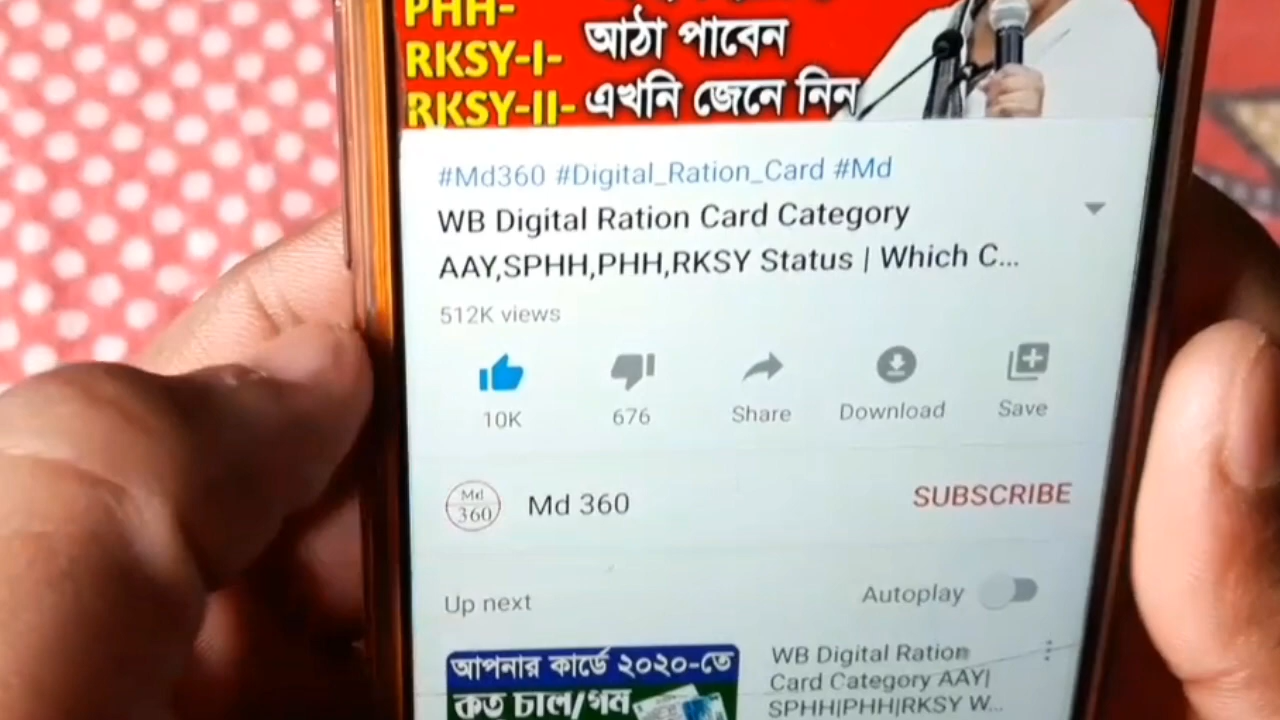 PHH-
RKSY-I-
আঠা পাবেন
RKSY-II-
এখনি জেনে নিন
#Md360 #Digital_Ration_Card #Md
WB Digital Ration Card Category
AAY,SPHH,PHH,RKSY Status | Which C...
512K views
10K
676
Share
Download
Save
Md
360
Md 360
SUBSCRIBE
Up next
Autoplay
আপনার কার্ডে ২০২০-তে
কত চাল/গম
WB Digital Ration
Card Category AAY|
SPHH|PHH|RKSY W...